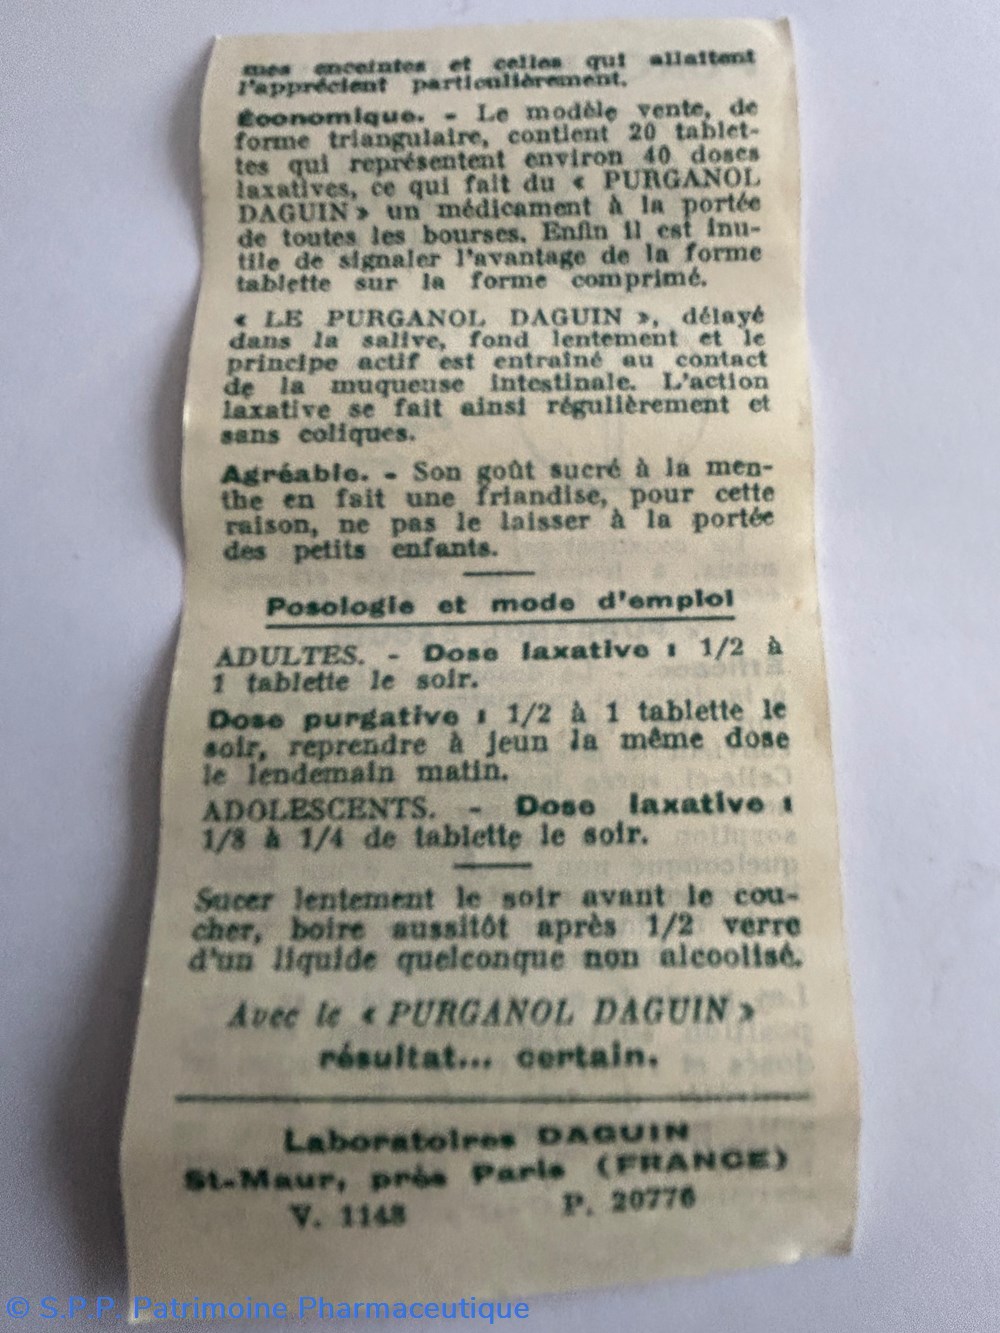 mes enceintes et celles qui allaitent
l'apprécient particulièrement.
Économique. - Le modèle vente, de
forme triangulaire, contient 20 tablet-
tes qui représentent environ 40 doses
laxatives, ce qui fait du « PURGANOL
DAGUIN » un médicament à la portée
de toutes les bourses. Enfin il est inu-
tile de signaler l'avantage de la forme
tablette sur la forme comprimé.
« LE PURGANOL DAGUIN », délayé
dans la salive, fond lentement et le
principe actif est entraîné au contact
de la muqueuse intestinale. L'action
laxative se fait ainsi régulièrement et
sans coliques.
Agréable. - Son goût sucré à la men-
the en fait une friandise, pour cette
raison, ne pas le laisser à la portée
des petits enfants.
Posologie et mode d'emploi
ADULTES. - Dose laxative : 1/2 à
1 tablette le soir.
Dose purgative : 1/2 à 1 tablette le
soir, reprendre à jeun la même dose
le lendemain matin.
ADOLESCENTS. - Dose laxative :
1/8 à 1/4 de tablette le soir.
Sucer lentement le soir avant le cou-
cher, boire aussitôt après 1/2 verre
d'un liquide quelconque non alcoolisé.
Avec le « PURGANOL DAGUIN »
résultat... certain.
Laboratoires DAGUIN
St-Maur, près Paris (FRANCE)
V. 1148 P. 20776
© S.P.P. Patrimoine Pharmaceutique